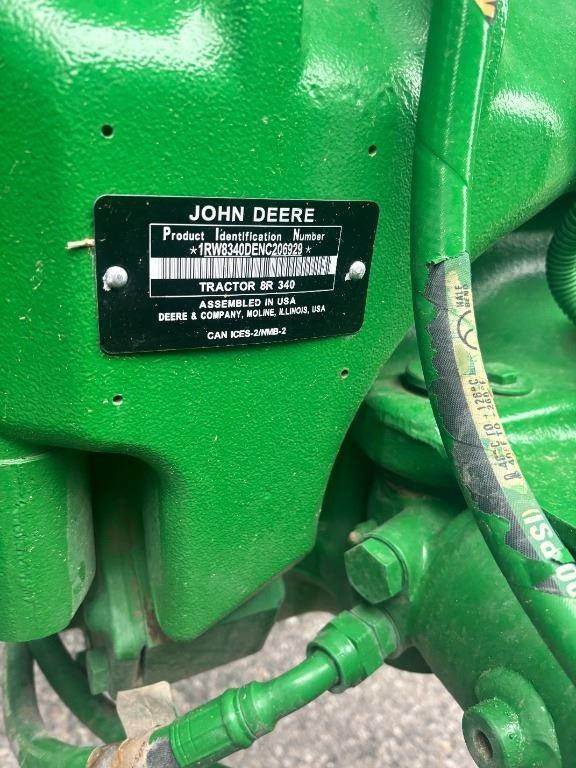 JOHN DEERE
Product Identification Number
*1RW8340DENC206929*
TRACTOR 8R 340
ASSEMBLED IN USA
DEERE & COMPANY, MOLINE, ILLINOIS, USA
CAN ICES-2/NMB-2
PSI